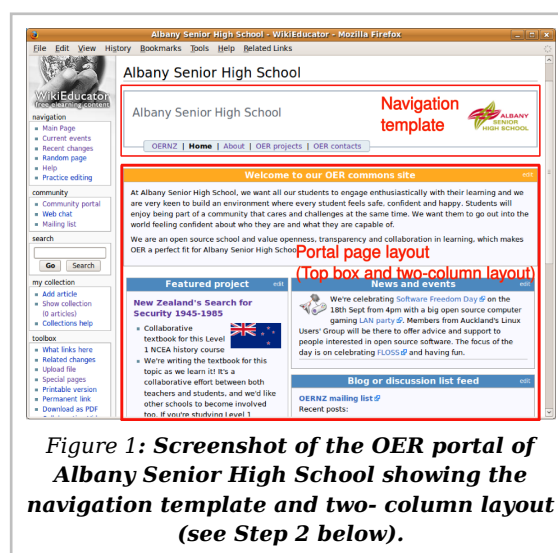 Albany Senior High School - WikiEducator - Mozilla Firefox
File Edit View History Bookmarks Tools Help Related Links
WikiEducator
free elearning content
navigation
Main Page
Current events
Recent changes
Random page
Help
Practice editing
community
Community portal
Web chat
Mailing list
search
Go Search
my collection
Add article
Show collection
(0 articles)
Collections help
toolbox
What links here
Related changes
Upload file
Special pages
Printable version
Permanent link
Download as PDF
Albany Senior High School
Albany Senior High School
Navigation
template
ALBANY
SENIOR
HIGH SCHOOL
OERNZ | Home | About | OER projects | OER contacts
Welcome to our OER commons site edit
At Albany Senior High School, we want all our students to engage enthusiastically with their learning and we
are very keen to build an environment where every student feels safe, confident and happy. Students will
enjoy being part of a community that cares and challenges at the same time. We want them to go out into the
world feeling confident about who they are and what they are capable of.
We are an open source school and value openness, transparency and collaboration in learning, which makes
OER a perfect fit for Albany Senior High School
Portal page layout
(Top box and two-column layout)
Featured project edit
New Zealand's Search for
Security 1945-1985
Collaborative
textbook for this Level
1 NCEA history course
We're writing the textbook for this
topic as we learn it! It's a
collaborative effort between both
teachers and students, and we'd like
other schools to become involved
too. If you're studying Level 1
News and events edit
We're celebrating Software Freedom Day on the
18th Sept from 4pm with a big open source computer
gaming LAN party. Members from Auckland's Linux
Users' Group will be there to offer advice and support to
people interested in open source software. The focus of the
day is on celebrating FLOSS and having fun.
Blog or discussion list feed edit
OERNZ mailing list
Recent posts:
Figure 1: Screenshot of the OER portal of
Albany Senior High School showing the
navigation template and two- column layout
(see Step 2 below).